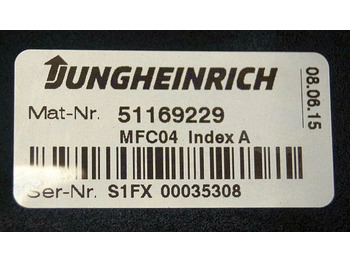 JUNGHEINRICH
Mat-Nr. 51169229
MFC04 Index A
Ser-Nr. S1FX 00035308
08.06.15